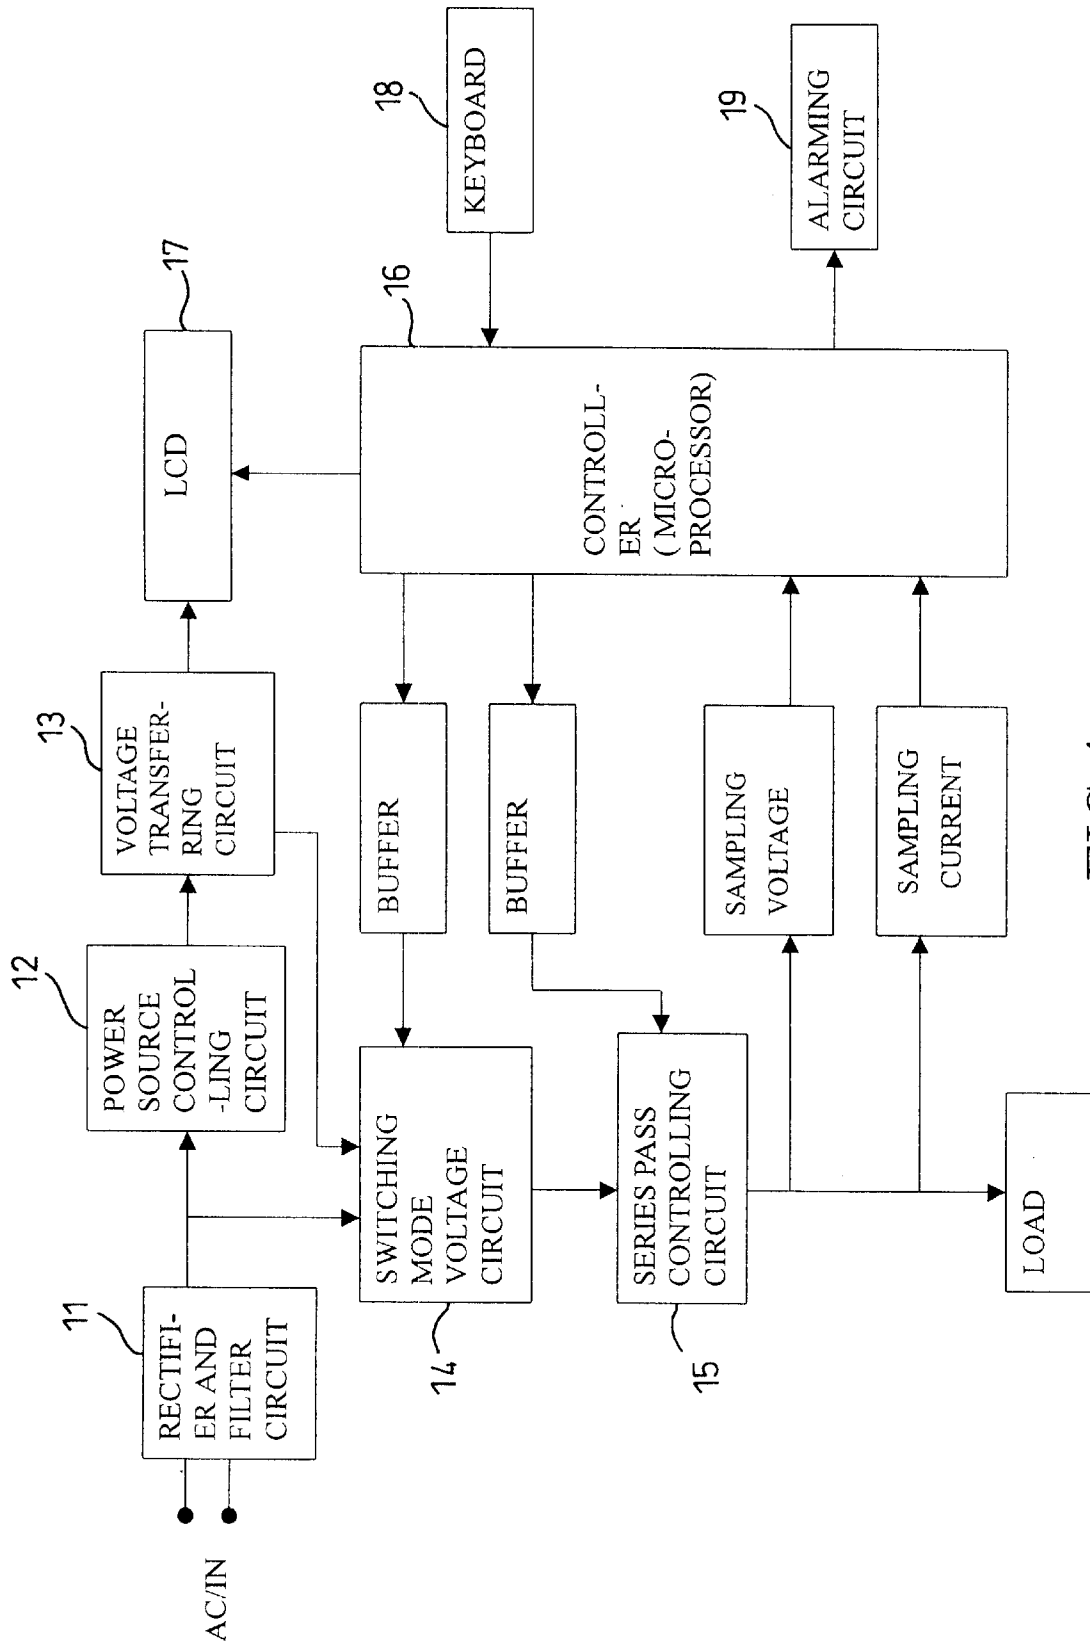 AC/IN
11
RECTIFI-
ER AND
FILTER
CIRCUIT
12
POWER
SOURCE
CONTROL
-LING
CIRCUIT
13
VOLTAGE
TRANSFER-
RING
CIRCUIT
17
LCD
14
SWITCHING
MODE
VOLTAGE
CIRCUIT
BUFFER
18
KEYBOARD
16
CONTROLL-
ER
( MICRO-
PROCESSOR)
BUFFER
15
SERIES PASS
CONTROLLING
CIRCUIT
19
ALARMING
CIRCUIT
SAMPLING
VOLTAGE
SAMPLING
CURRENT
LOAD